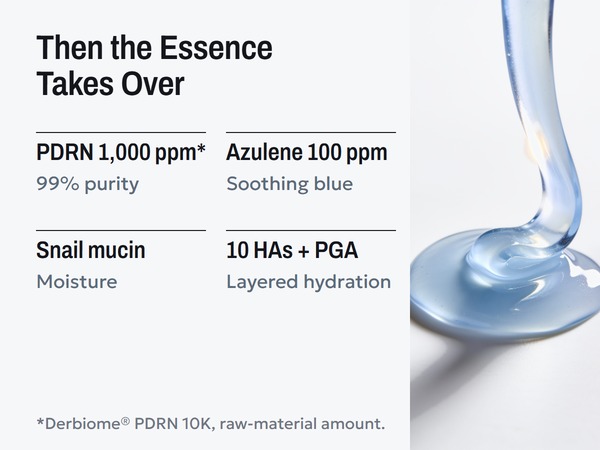 Then the Essence
Takes Over
PDRN 1,000 ppm*
99% purity
Azulene 100 ppm
Soothing blue
Snail mucin
Moisture
10 HAs + PGA
Layered hydration
*Derbiome® PDRN 10K, raw-material amount.